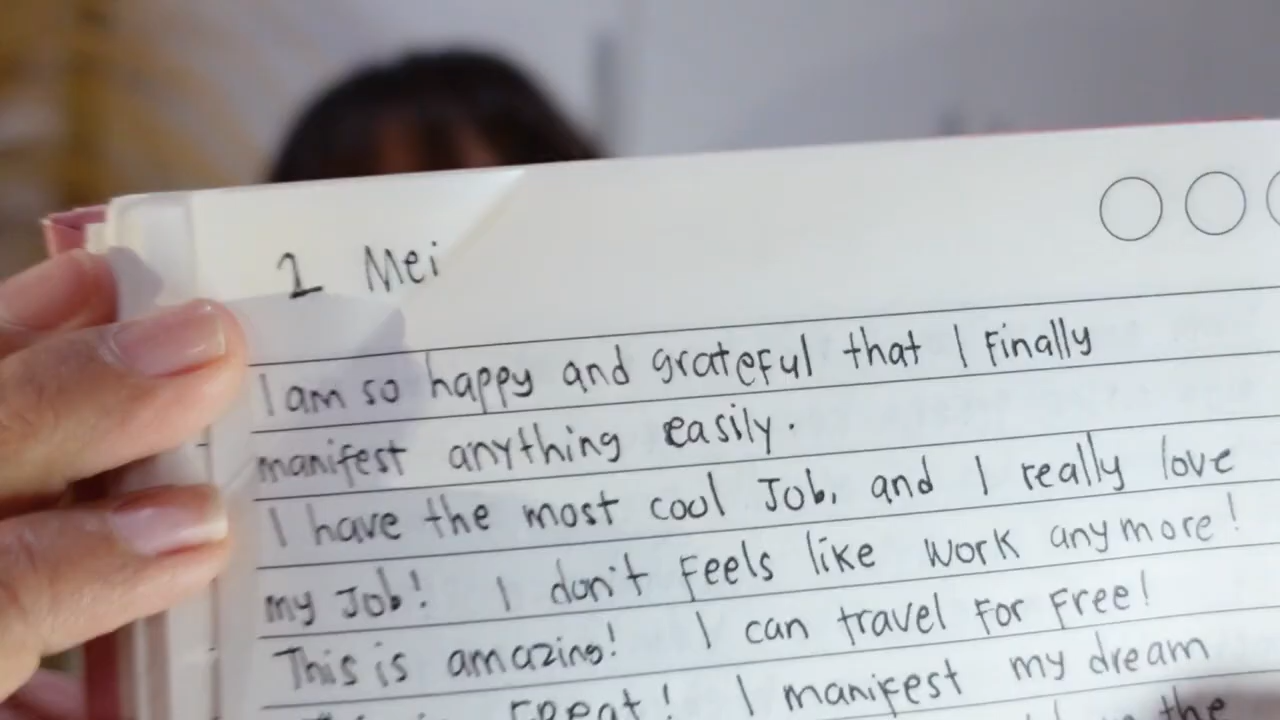 1 Mei
I am so happy and grateful that I Finally
manifest anything easily.
I have the most cool Job, and I really love
my Job! I don't Feels like work anymore!
This is amazing! I can travel For Free!
I manifest my dream
the